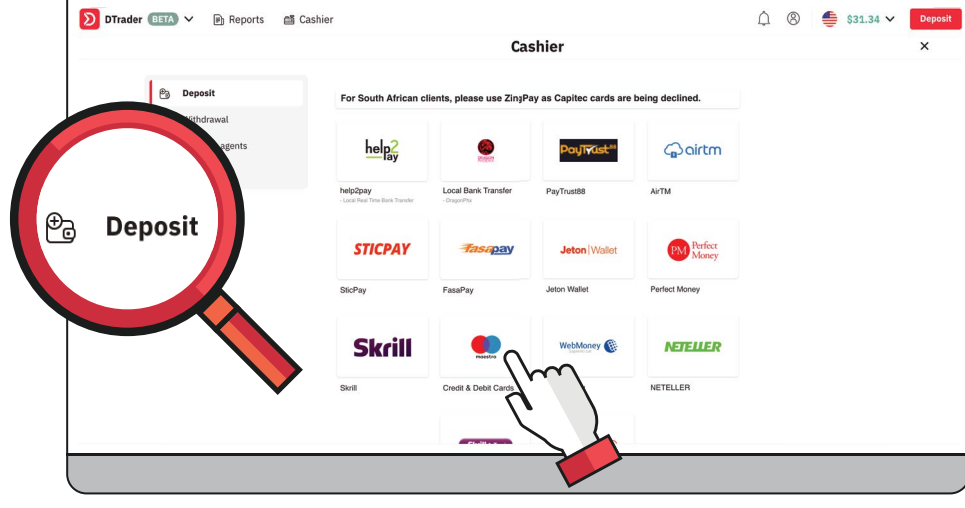 DTrader BETA Reports Cashier $31.34 Deposit
Cashier
Deposit
Withdrawal
agents
Deposit
For South African clients, please use ZingPay as Capitec cards are being declined.
help2pay
DRAGON
PayTrust88
airtm
help2pay
- Local Real Time Bank Transfer
Local Bank Transfer
- DragonPhx
PayTrust88
AirTM
STICPAY
Fasapay
Jeton Wallet
PM Perfect Money
SticPay
FasaPay
Jeton Wallet
Perfect Money
Skrill
maestro
WebMoney
NETELLER
Skrill
Credit & Debit Cards
NETELLER